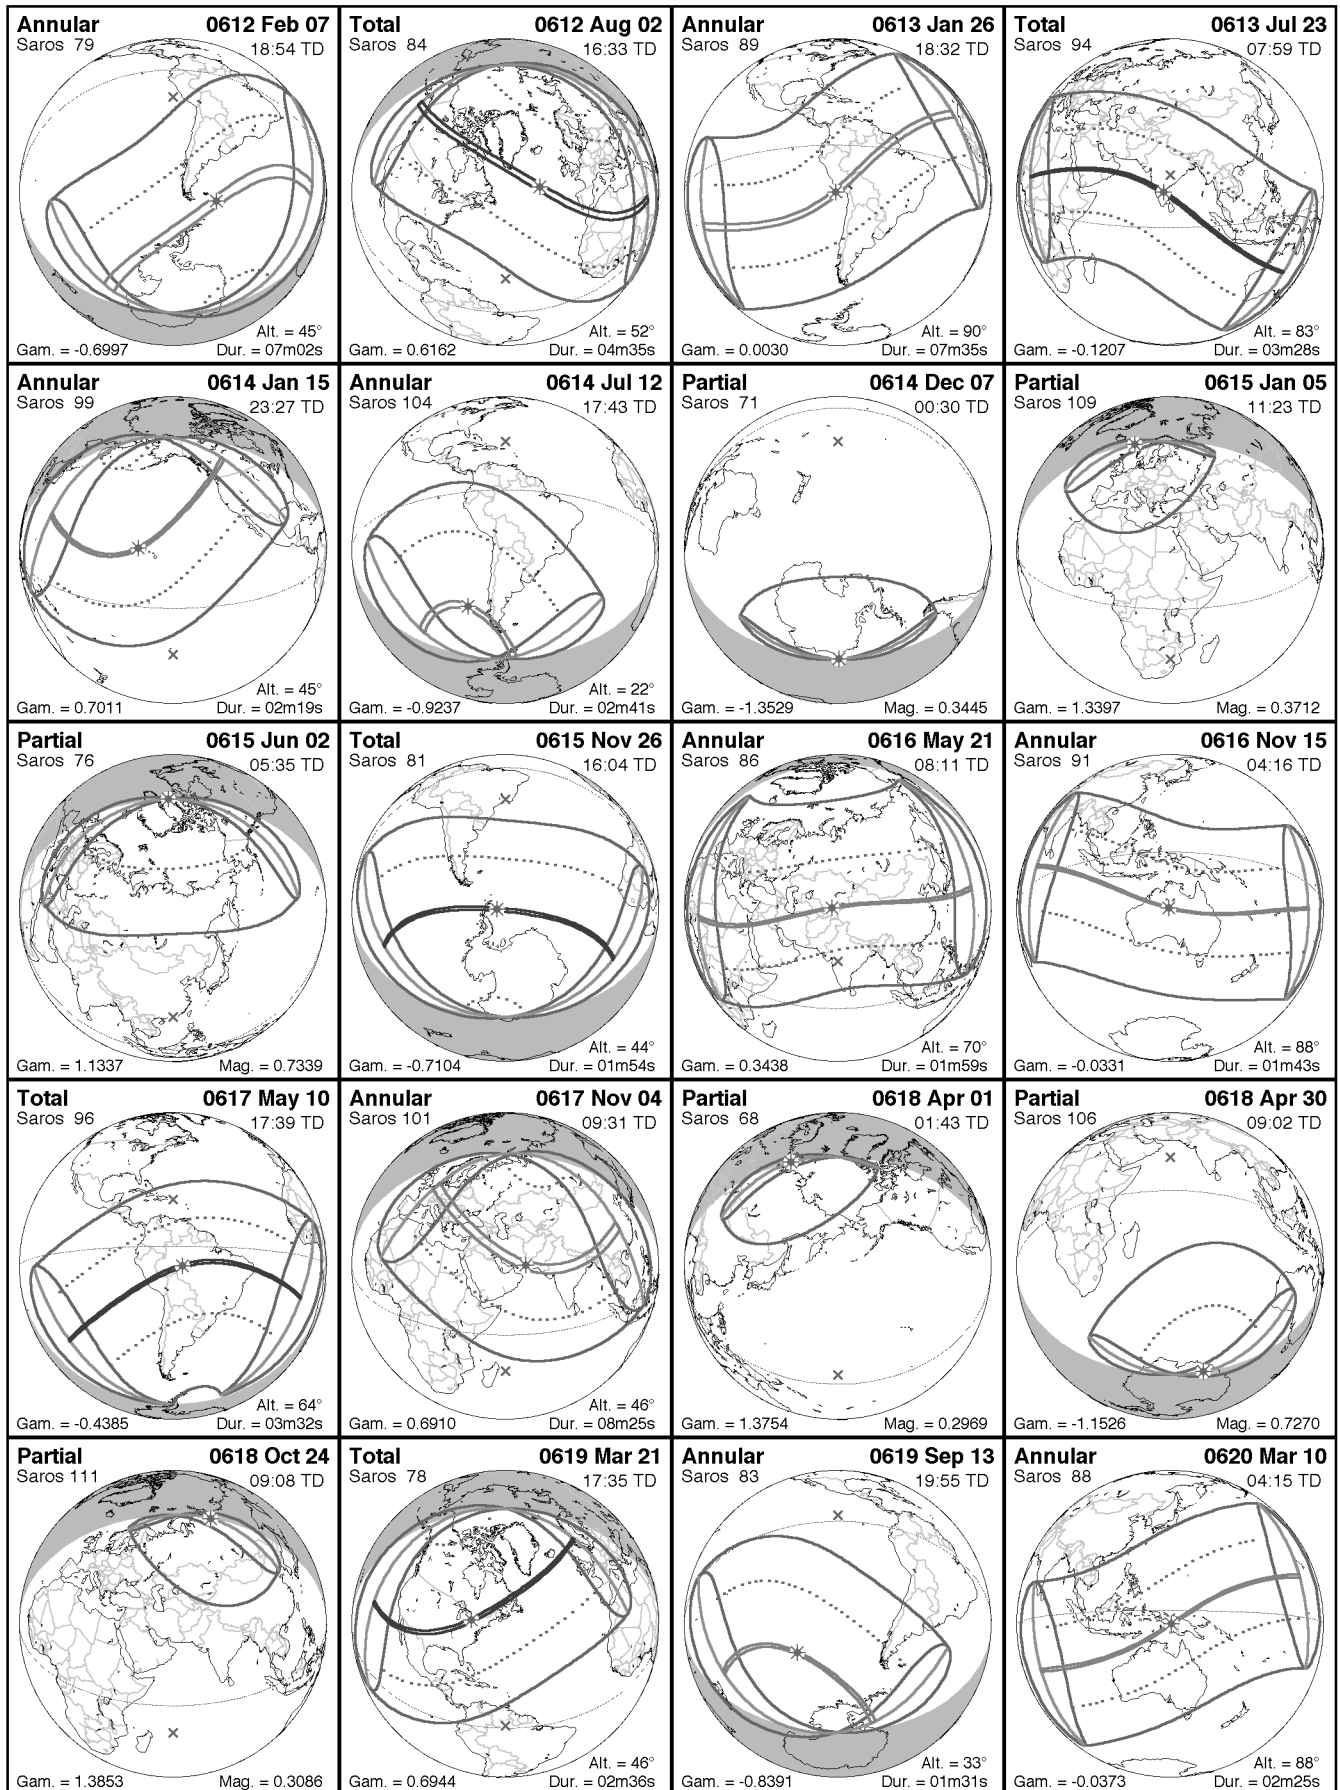 Annular 0612 Feb 07
Saros 79 18:54 TD
Alt. = 45°
Gam. = -0.6997 Dur. = 07m02s
Total 0612 Aug 02
Saros 84 16:33 TD
Alt. = 52°
Gam. = 0.6162 Dur. = 04m35s
Annular 0613 Jan 26
Saros 89 18:32 TD
Alt. = 90°
Gam. = 0.0030 Dur. = 07m35s
Total 0613 Jul 23
Saros 94 07:59 TD
Alt. = 83°
Gam. = -0.1207 Dur. = 03m28s
Annular 0614 Jan 15
Saros 99 23:27 TD
Alt. = 45°
Gam. = 0.7011 Dur. = 02m19s
Annular 0614 Jul 12
Saros 104 17:43 TD
Alt. = 22°
Gam. = -0.9237 Dur. = 02m41s
Partial 0614 Dec 07
Saros 71 00:30 TD
Gam. = -1.3529 Mag. = 0.3445
Partial 0615 Jan 05
Saros 109 11:23 TD
Gam. = 1.3397 Mag. = 0.3712
Partial 0615 Jun 02
Saros 76 05:35 TD
Gam. = 1.1337 Mag. = 0.7339
Total 0615 Nov 26
Saros 81 16:04 TD
Alt. = 44°
Gam. = -0.7104 Dur. = 01m54s
Annular 0616 May 21
Saros 86 08:11 TD
Alt. = 70°
Gam. = 0.3438 Dur. = 01m59s
Annular 0616 Nov 15
Saros 91 04:16 TD
Alt. = 88°
Gam. = -0.0331 Dur. = 01m43s
Total 0617 May 10
Saros 96 17:39 TD
Alt. = 64°
Gam. = -0.4385 Dur. = 03m32s
Annular 0617 Nov 04
Saros 101 09:31 TD
Alt. = 46°
Gam. = 0.6910 Dur. = 08m25s
Partial 0618 Apr 01
Saros 68 01:43 TD
Gam. = 1.3754 Mag. = 0.2969
Partial 0618 Apr 30
Saros 106 09:02 TD
Gam. = -1.1526 Mag. = 0.7270
Partial 0618 Oct 24
Saros 111 09:08 TD
Gam. = 1.3853 Mag. = 0.3086
Total 0619 Mar 21
Saros 78 17:35 TD
Alt. = 46°
Gam. = 0.6944 Dur. = 02m36s
Annular 0619 Sep 13
Saros 83 19:55 TD
Alt. = 33°
Gam. = -0.8391 Dur. = 01m31s
Annular 0620 Mar 10
Saros 88 04:15 TD
Alt. = 88°
Gam. = -0.0373 Dur. = 02m25s